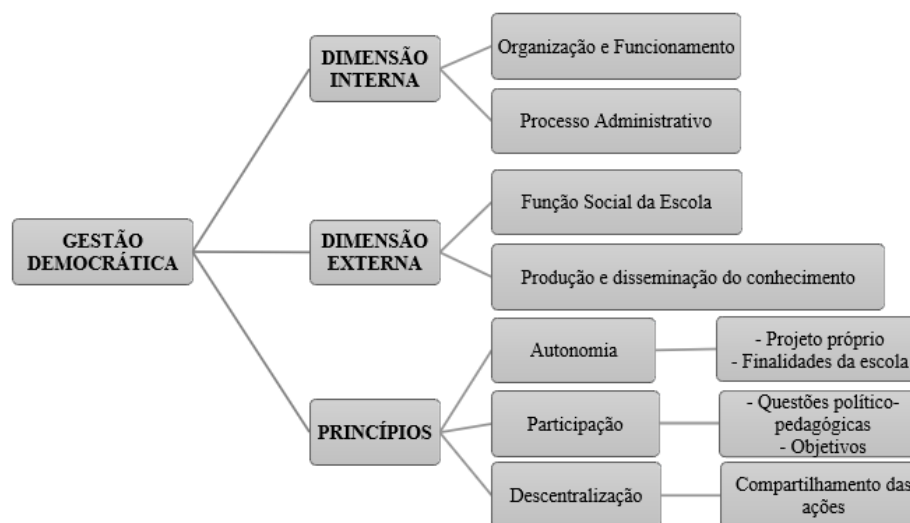 GESTÃO
DEMOCRÁTICA
DIMENSÃO
INTERNA
Organização e Funcionamento
Processo Administrativo
DIMENSÃO
EXTERNA
Função Social da Escola
Produção e disseminação do conhecimento
PRINCÍPIOS
Autonomia
- Projeto próprio
- Finalidades da escola
Participação
- Questões político-
pedagógicas
- Objetivos
Descentralização
Compartilhamento das
ações